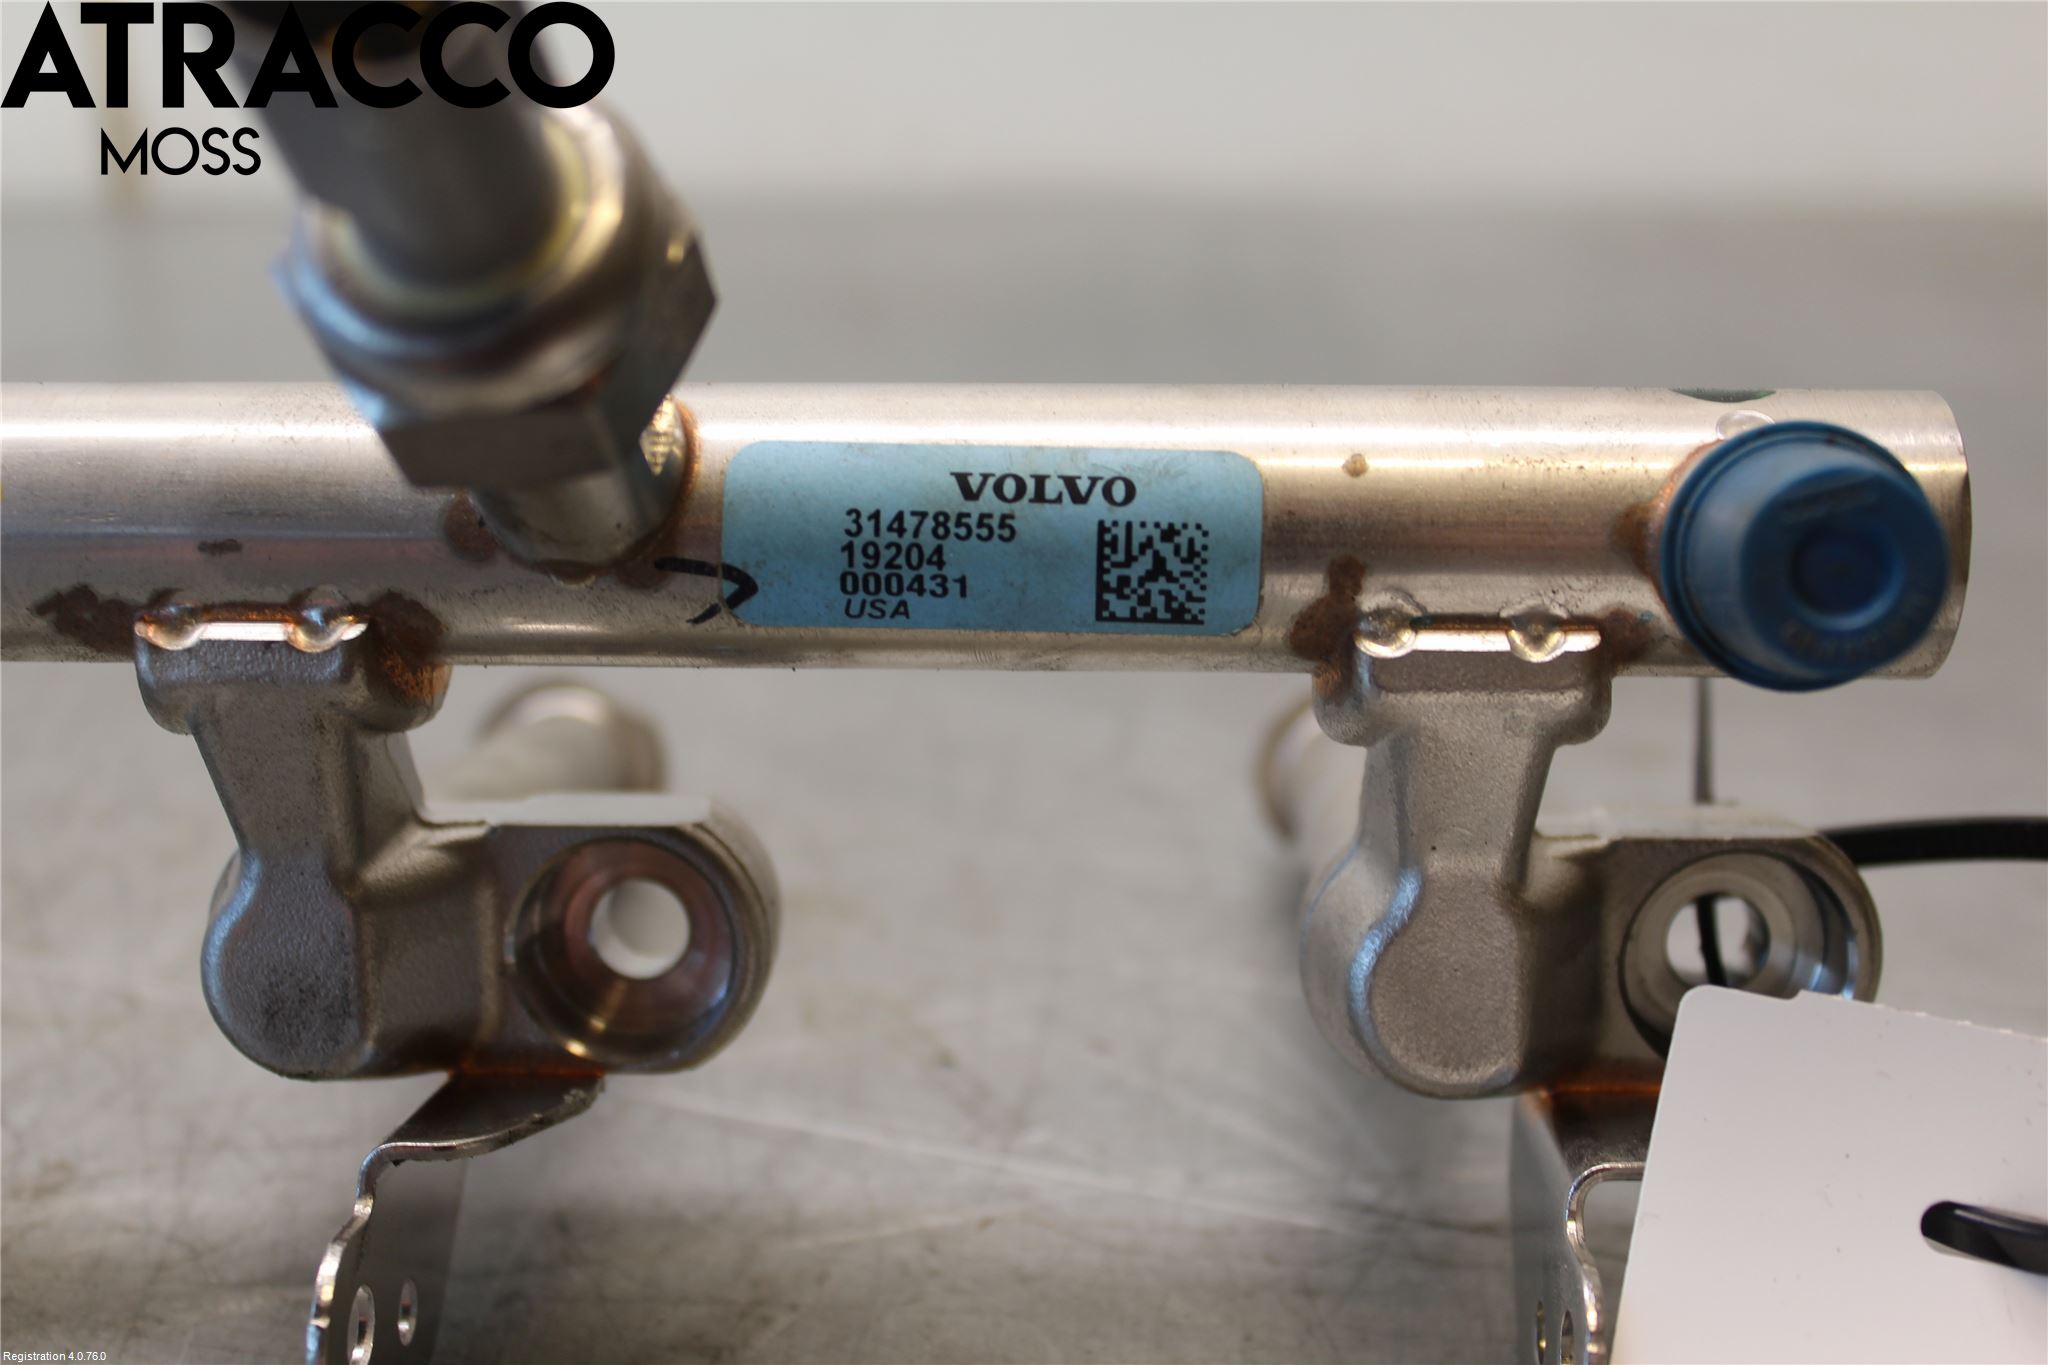 ATRACCO
MOSS
VOLVO
31478555
19204
000431
USA
Registration 4.0.76.0